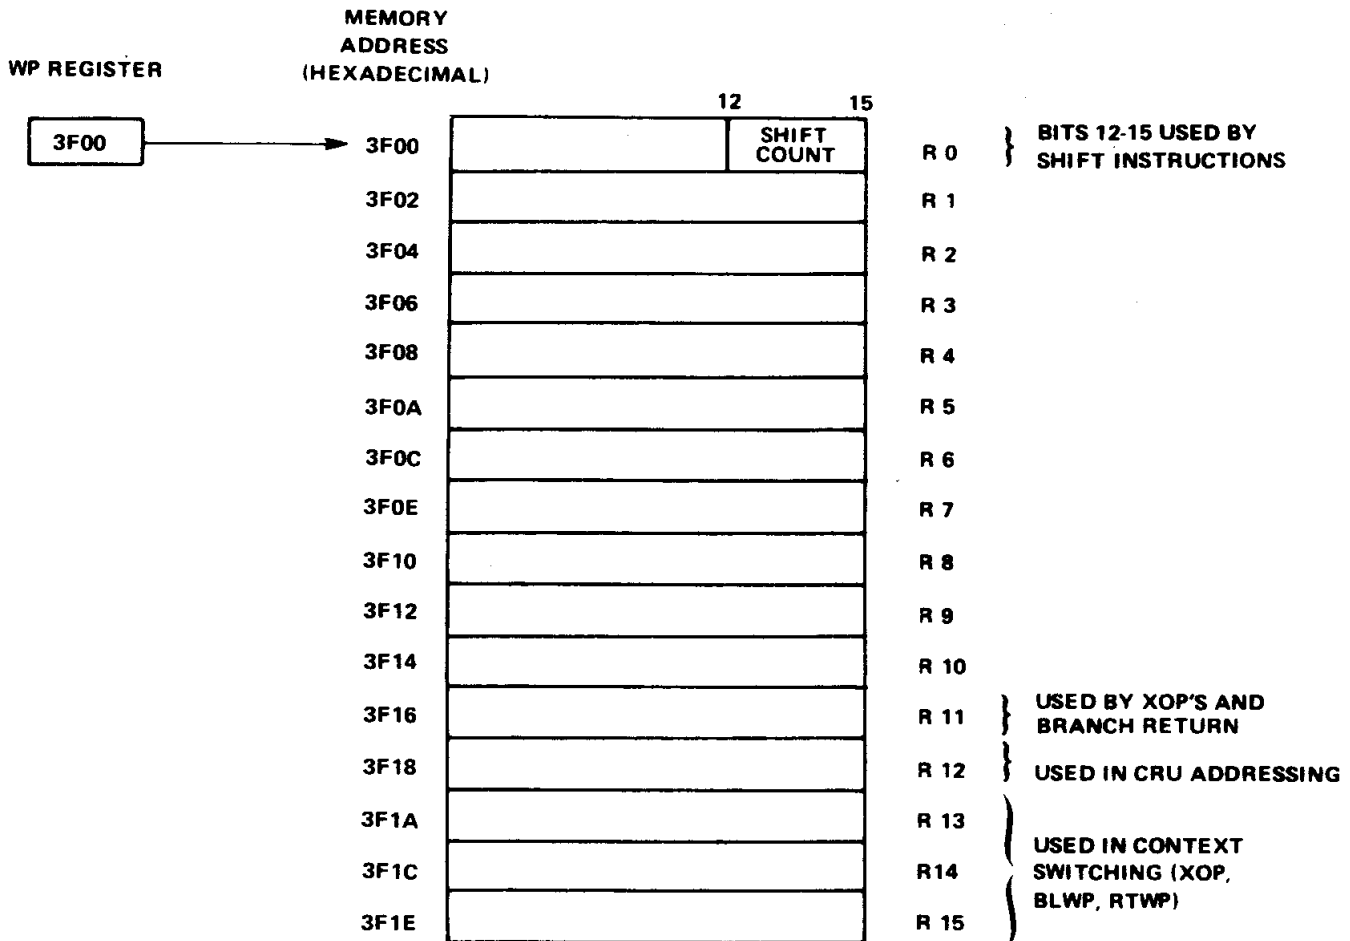 MEMORY
ADDRESS
WP REGISTER (HEXADECIMAL)
12 15
3F00 3F00 SHIFT COUNT R 0 BITS 12-15 USED BY SHIFT INSTRUCTIONS
3F02 R 1
3F04 R 2
3F06 R 3
3F08 R 4
3F0A R 5
3F0C R 6
3F0E R 7
3F10 R 8
3F12 R 9
3F14 R 10
3F16 R 11 USED BY XOP'S AND BRANCH RETURN
3F18 R 12 USED IN CRU ADDRESSING
3F1A R 13
USED IN CONTEXT
3F1C R14 SWITCHING (XOP,
BLWP, RTWP)
3F1E R 15